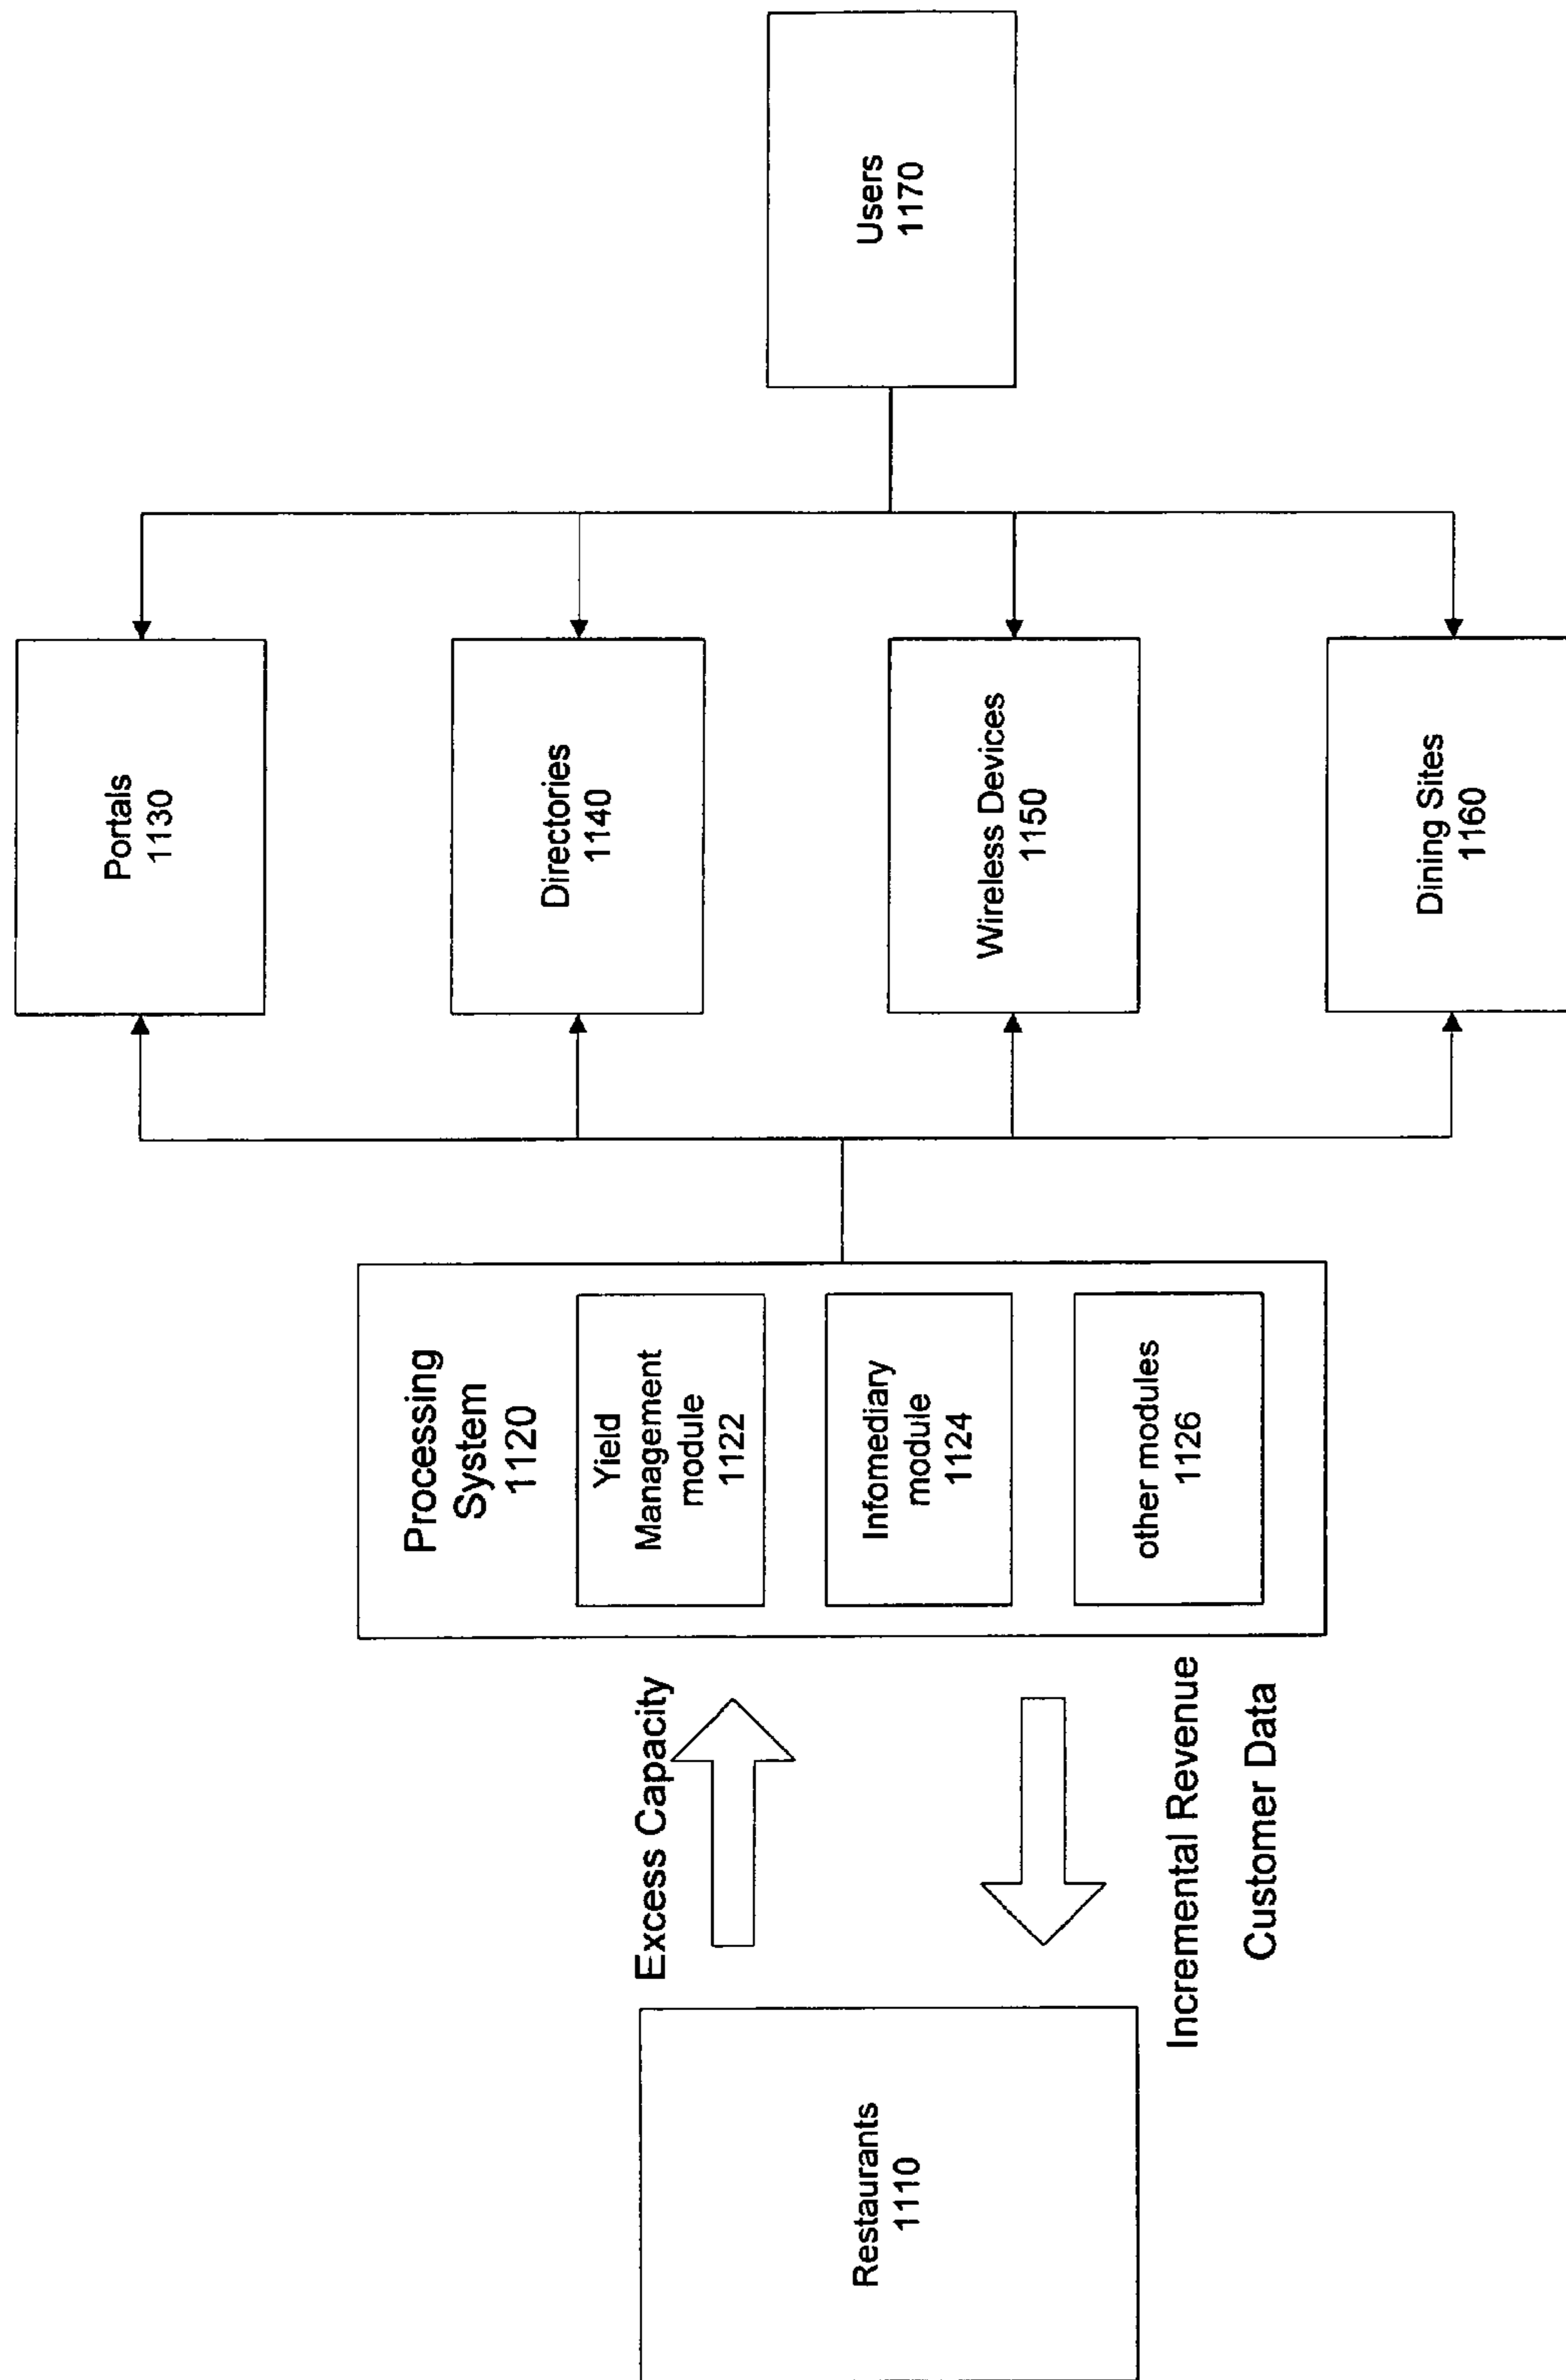 Restaurants
1110
Excess Capacity
Incremental Revenue
Customer Data
Processing
System
1120
Yield
Management
module
1122
Infomediary
module
1124
other modules
1126
Portals
1130
Directories
1140
Wireless Devices
1150
Dining Sites
1160
Users
1170